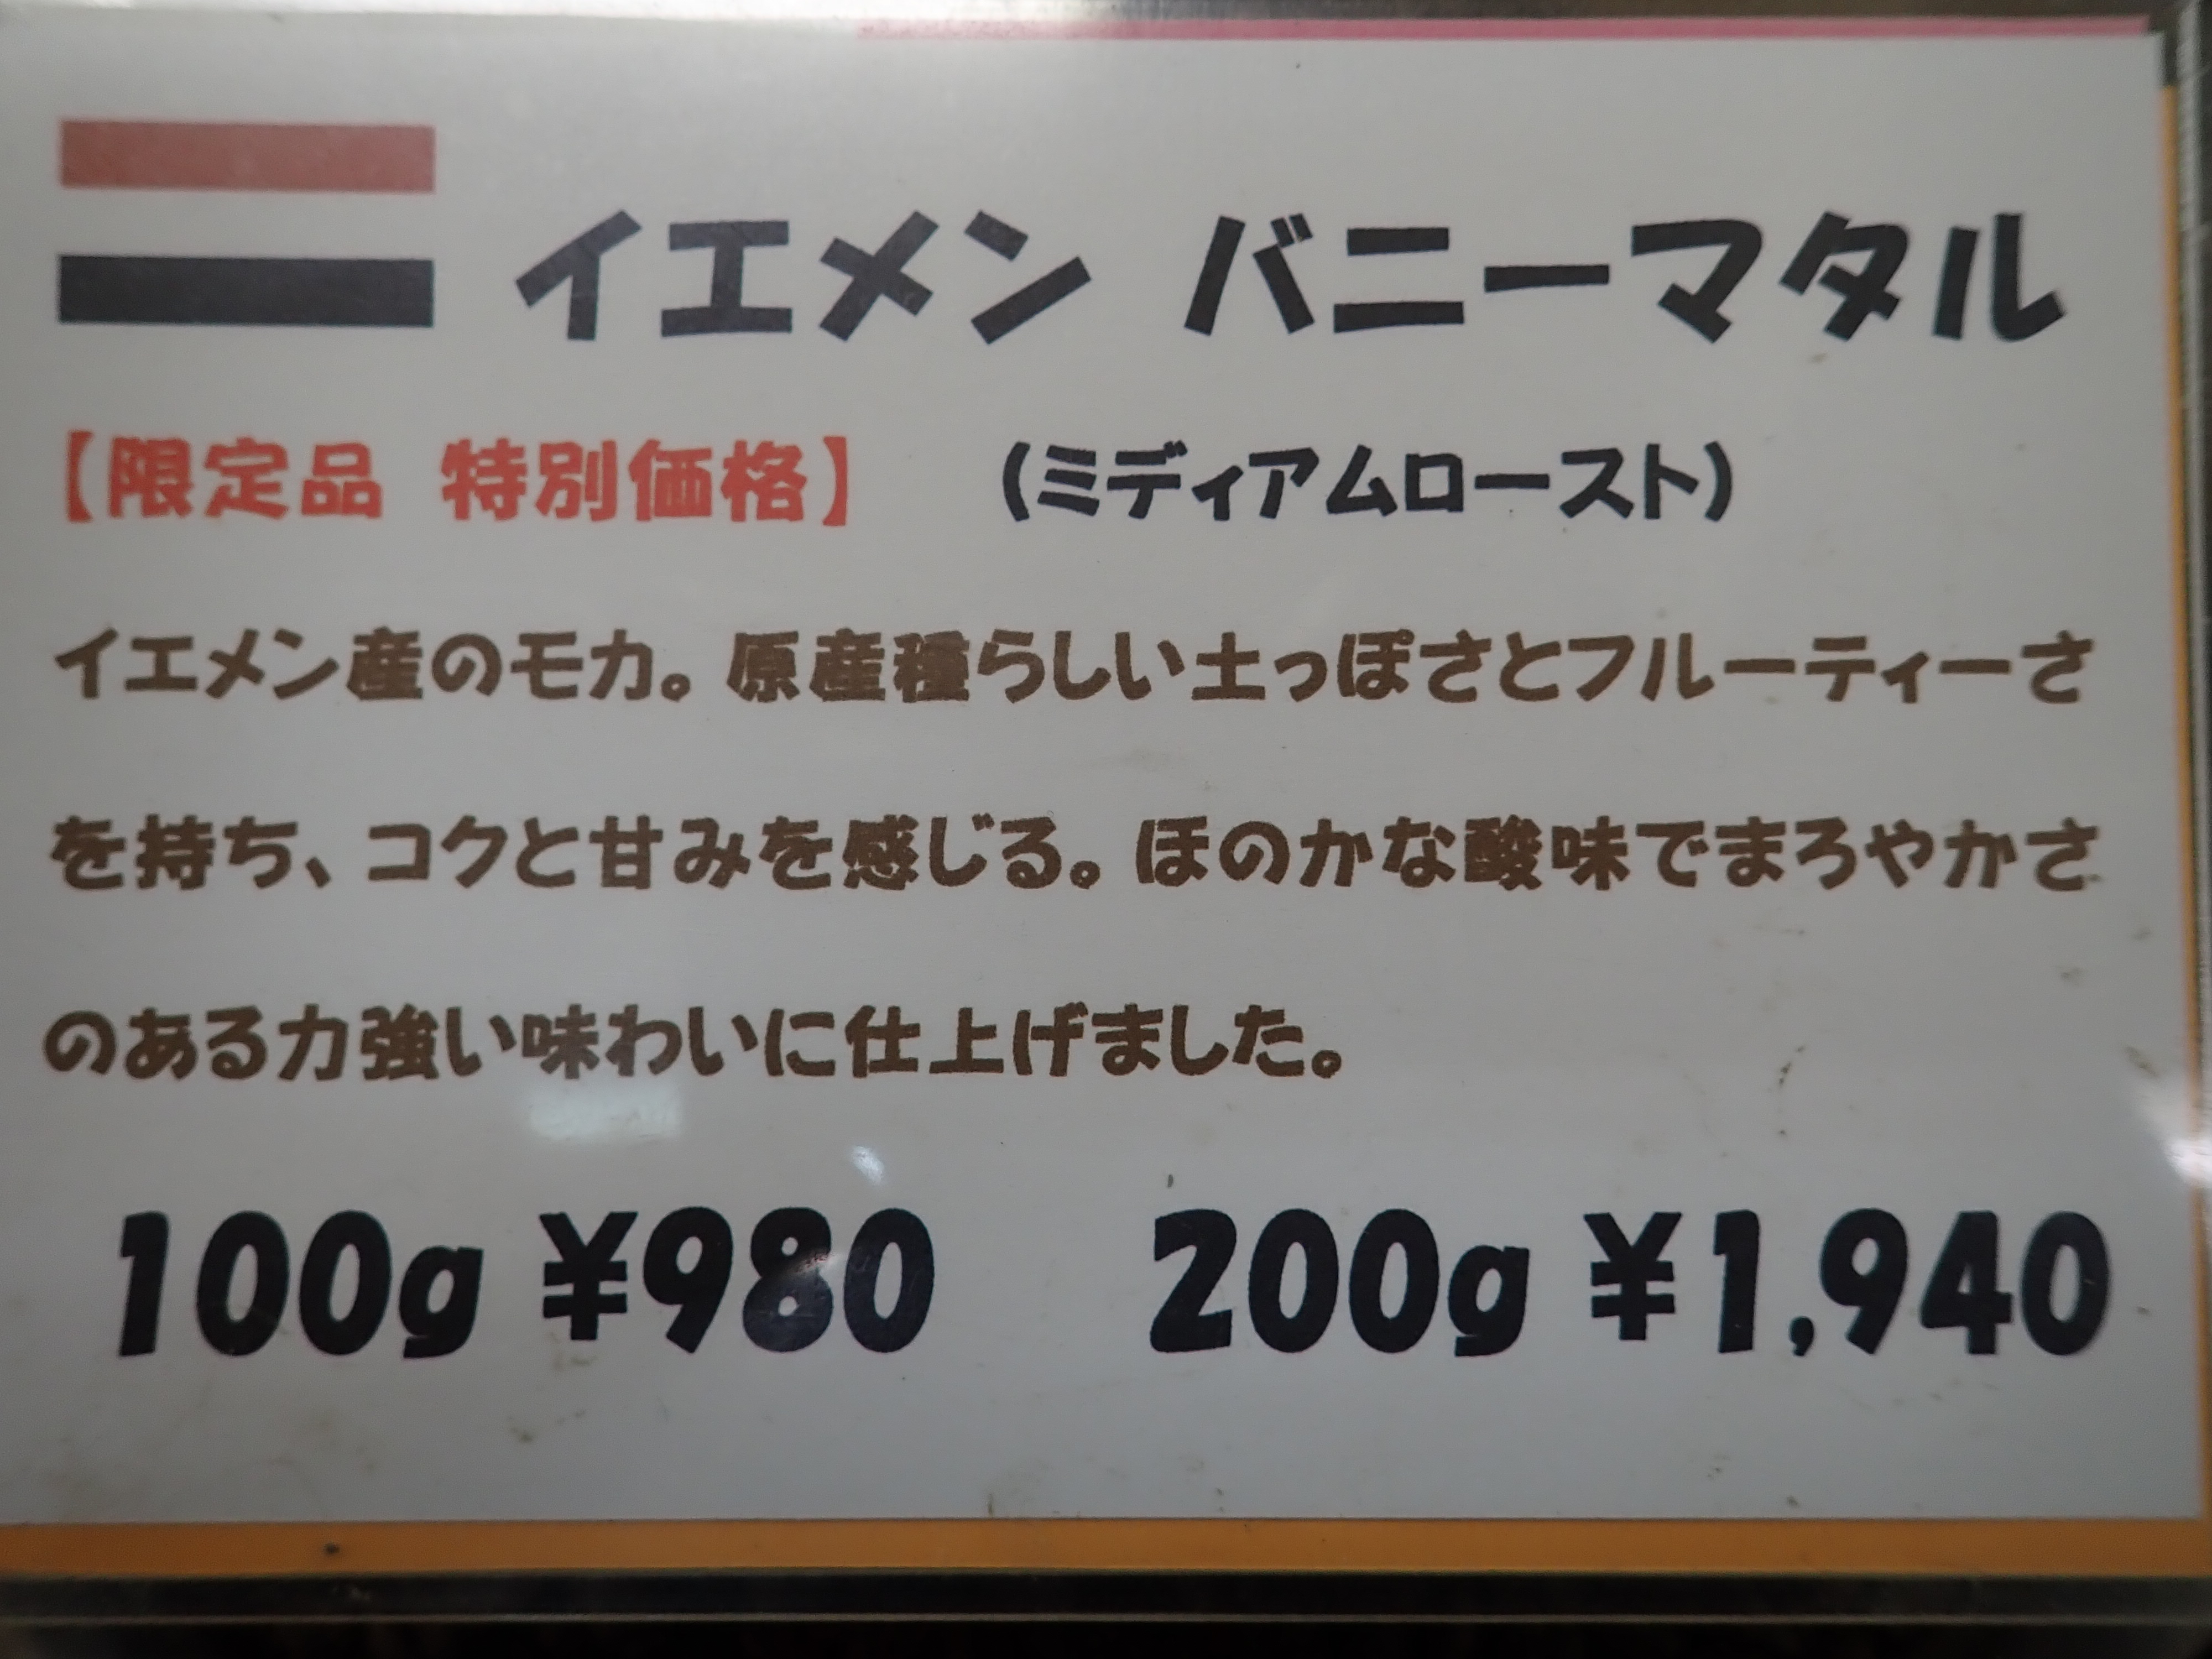 イエメン バニーマタル
【限定品 特別価格】 (ミディアムロースト)
イエメン産のモカ。原産種らしい土っぽさとフルーティーさ
を持ち、コクと甘みを感じる。ほのかな酸味でまろやかさ
のある力強い味わいに仕上げました。
100g ¥980 200g ¥1,940